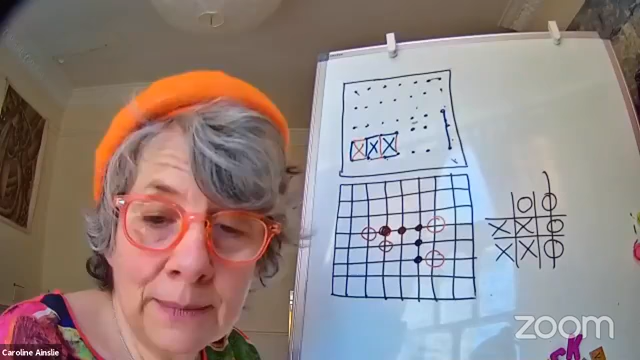 X X X
O O
X X O
X X O
zoom
Caroline Ainslie